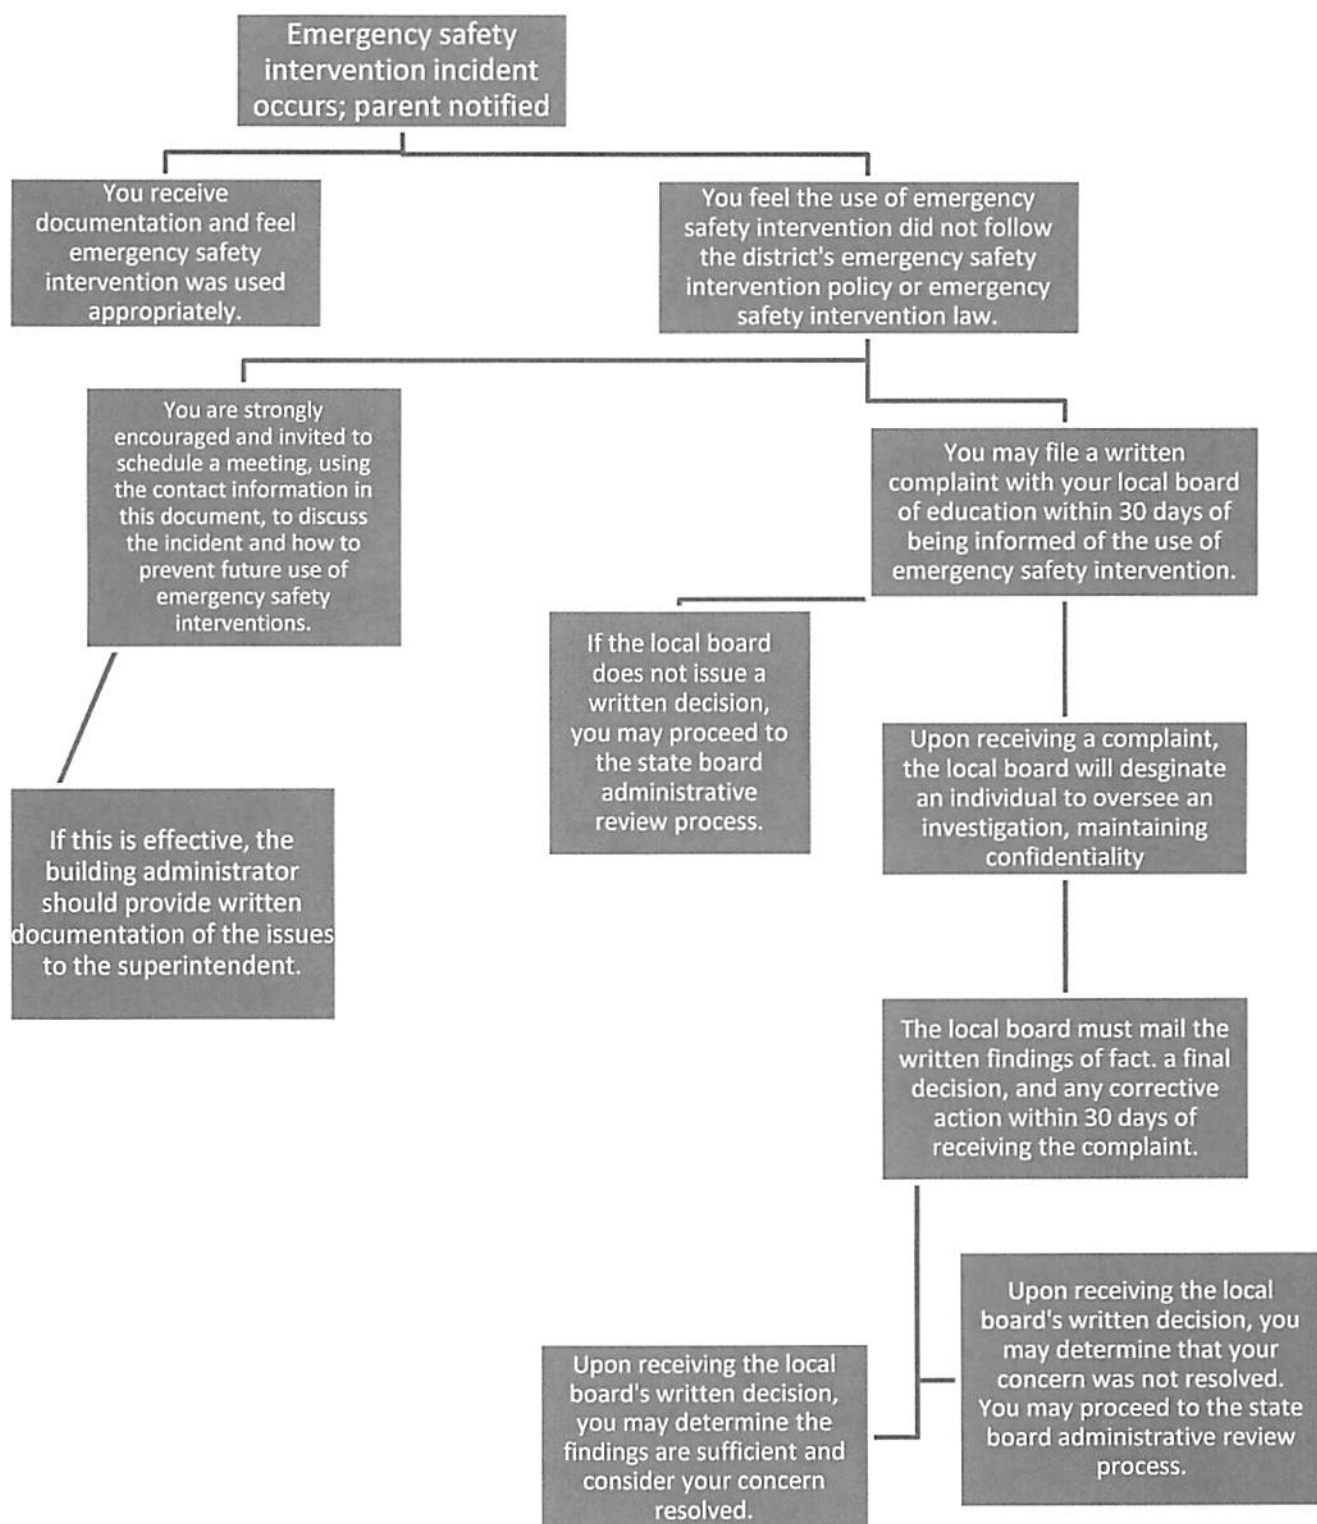 Emergency safety
intervention incident
occurs; parent notified
You receive
documentation and feel
emergency safety
intervention was used
appropriately.
You feel the use of emergency
safety intervention did not follow
the district's emergency safety
intervention policy or emergency
safety intervention law.
You are strongly
encouraged and invited to
schedule a meeting, using
the contact information in
this document, to discuss
the incident and how to
prevent future use of
emergency safety
interventions.
You may file a written
complaint with your local board
of education within 30 days of
being informed of the use of
emergency safety intervention.
If the local board
does not issue a
written decision,
you may proceed to
the state board
administrative
review process.
Upon receiving a complaint,
the local board will desginate
an individual to oversee an
investigation, maintaining
confidentiality
If this is effective, the
building administrator
should provide written
documentation of the issues
to the superintendent.
The local board must mail the
written findings of fact. a final
decision, and any corrective
action within 30 days of
receiving the complaint.
Upon receiving the local
board's written decision, you
may determine that your
concern was not resolved.
You may proceed to the state
board administrative review
process.
Upon receiving the local
board's written decision,
you may determine the
findings are sufficient and
consider your concern
resolved.